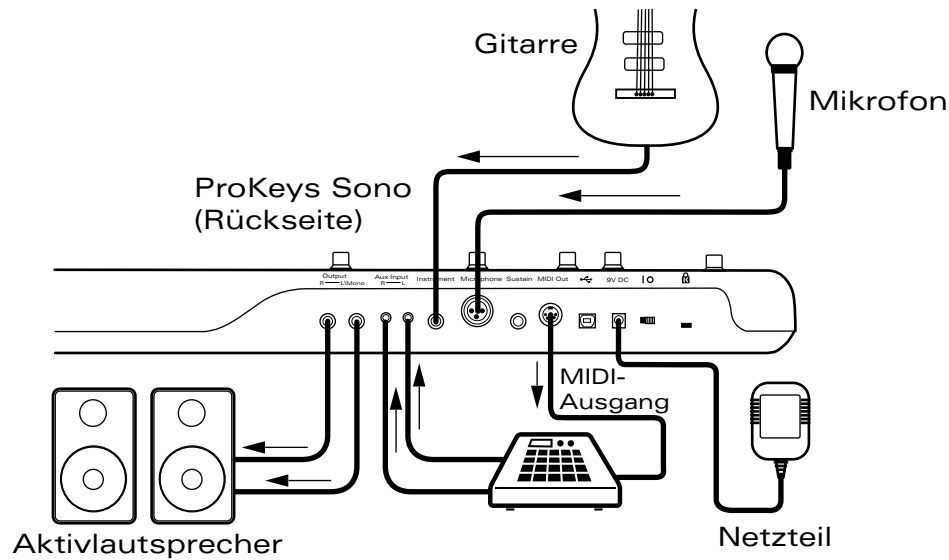 Gitarre
Mikrofon
ProKeys Sono
(Rückseite)
Output
R L\Mono
Aux Input
R L
Instrument
Microphone
Sustain
MIDI Out
9V DC
MIDI-
Ausgang
Aktivlautsprecher
Netzteil